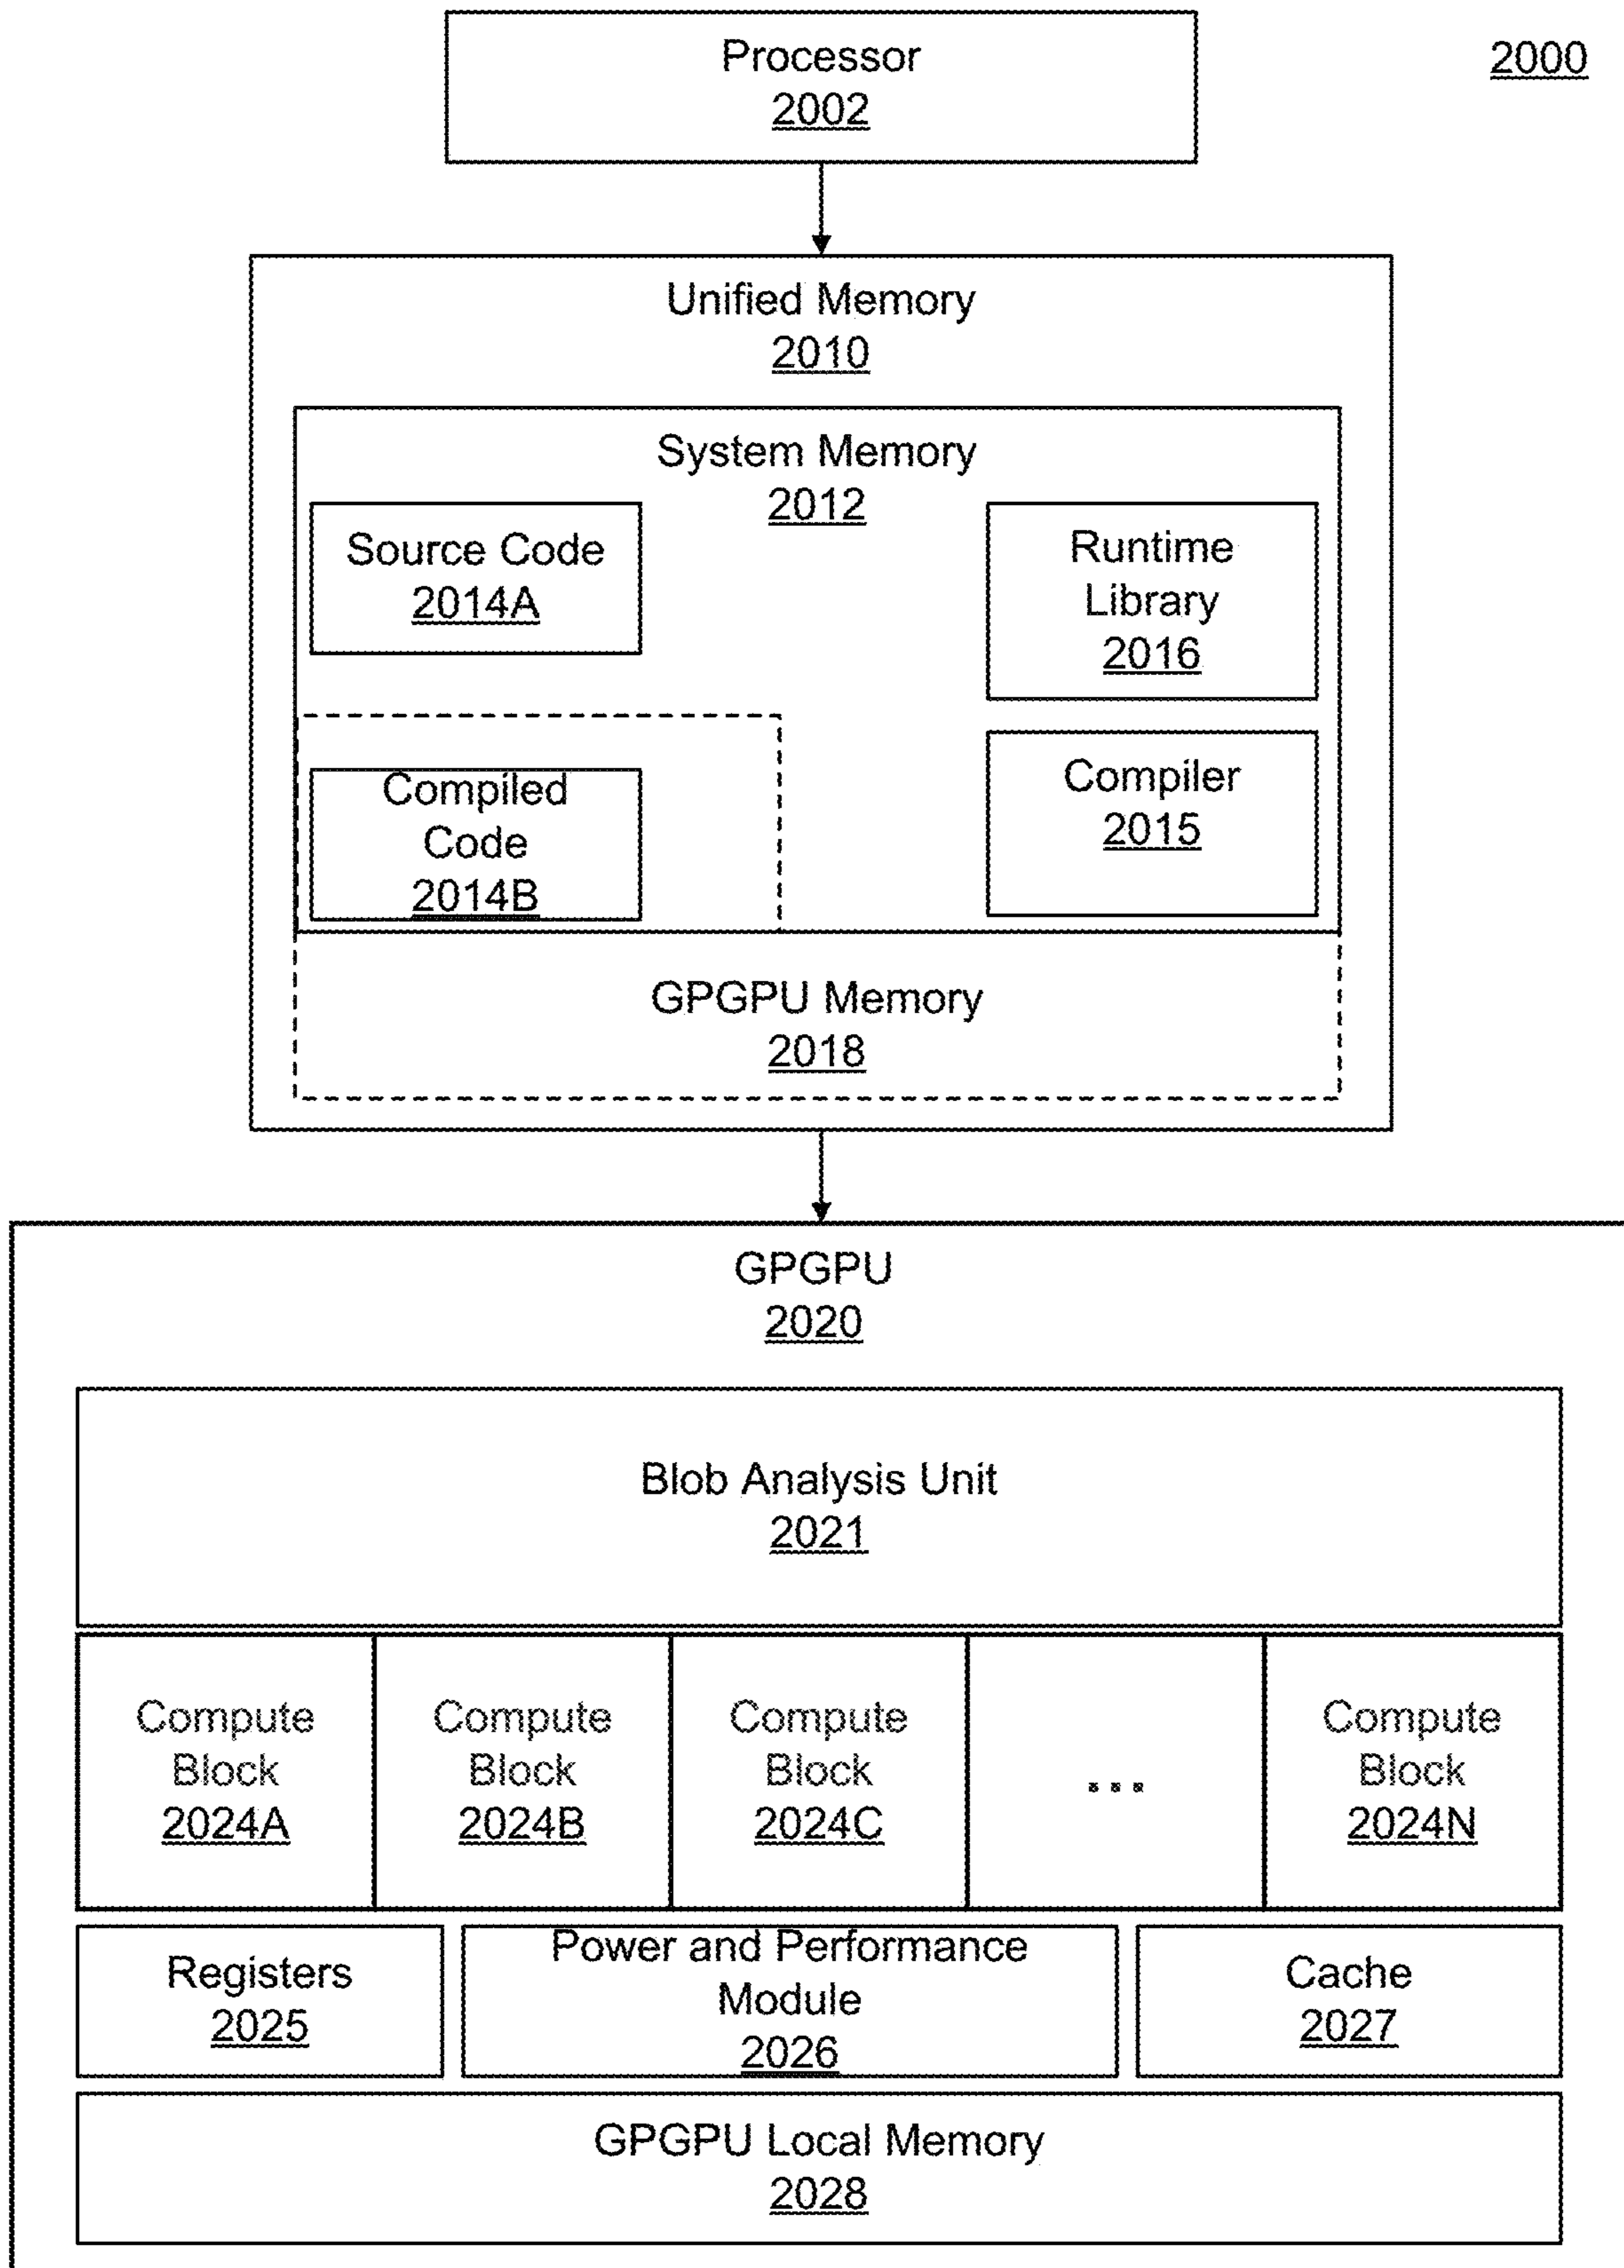 Processor
2002
2000
Unified Memory
2010
System Memory
2012
Source Code
2014A
Runtime
Library
2016
Compiled
Code
2014B
Compiler
2015
GPGPU Memory
2018
GPGPU
2020
Blob Analysis Unit
2021
Compute
Block
2024A
Compute
Block
2024B
Compute
Block
2024C
...
Compute
Block
2024N
Registers
2025
Power and Performance
Module
2026
Cache
2027
GPGPU Local Memory
2028